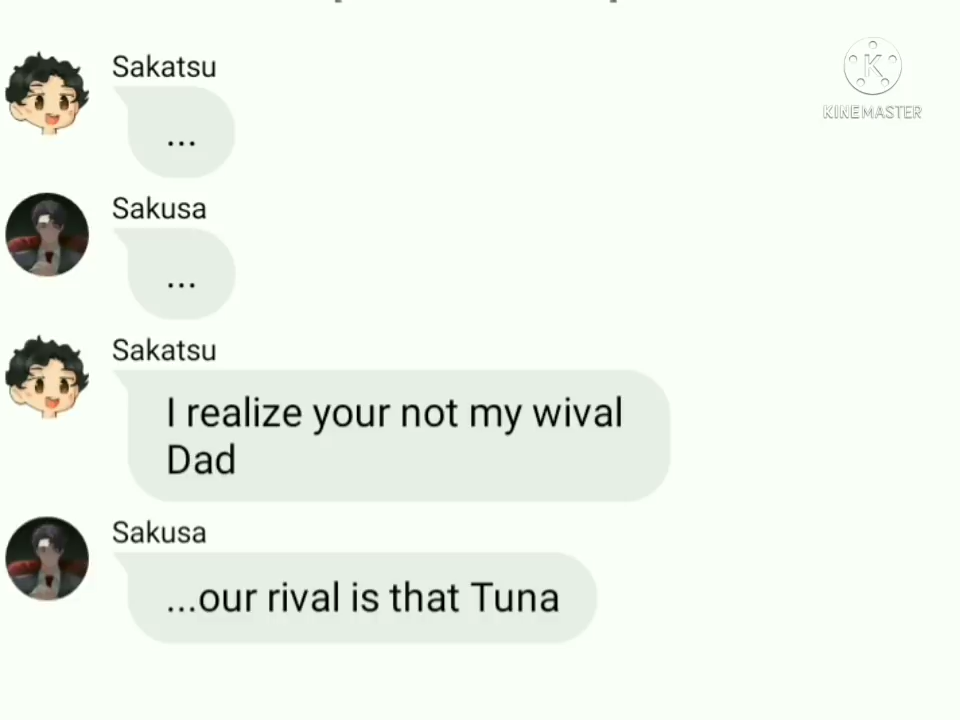 Sakatsu
...
Sakusa
...
Sakatsu
I realize your not my wival
Dad
Sakusa
...our rival is that Tuna
K
KINEMASTER